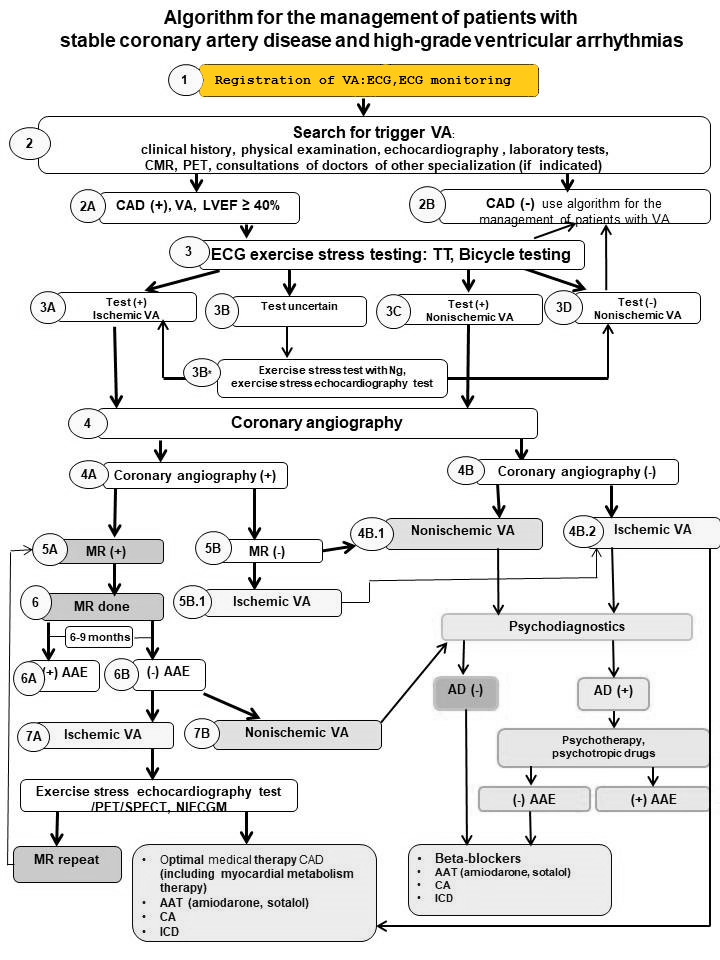 Algorithm for the management of patients with
stable coronary artery disease and high-grade ventricular arrhythmias
1
Registration of VA:ECG,ECG monitoring
2
Search for trigger VA:
clinical history, physical examination, echocardiography , laboratory tests,
CMR, PET, consultations of doctors of other specialization (if indicated)
2A
CAD (+), VA, LVEF ≥ 40%
2B
CAD (-) use algorithm for the
management of patients with VA
3
ECG exercise stress testing: TT, Bicycle testing
3A
Test (+)
Ischemic VA
3B
Test uncertain
3C
Test (+)
Nonischemic VA
3D
Test (-)
Nonischemic VA
3B*
Exercise stress test with Ng,
exercise stress echocardiography test
4
Coronary angiography
4A
Coronary angiography (+)
4B
Coronary angiography (-)
5A
MR (+)
5B
MR (-)
4B.1
Nonischemic VA
4B.2
Ischemic VA
6
MR done
5B.1
Ischemic VA
Psychodiagnostics
6-9 months
6A
(+) AAE
6B
(-) AAE
AD (-)
AD (+)
7A
Ischemic VA
7B
Nonischemic VA
Psychotherapy,
psychotropic drugs
(-) AAE
(+) AAE
Exercise stress echocardiography test
/PET/SPECT, NIECGM
MR repeat
• Optimal medical therapy CAD
(including myocardial metabolism
therapy)
• AAT (amiodarone, sotalol)
• CA
• ICD
• Beta-blockers
• AAT (amiodarone, sotalol)
• CA
• ICD